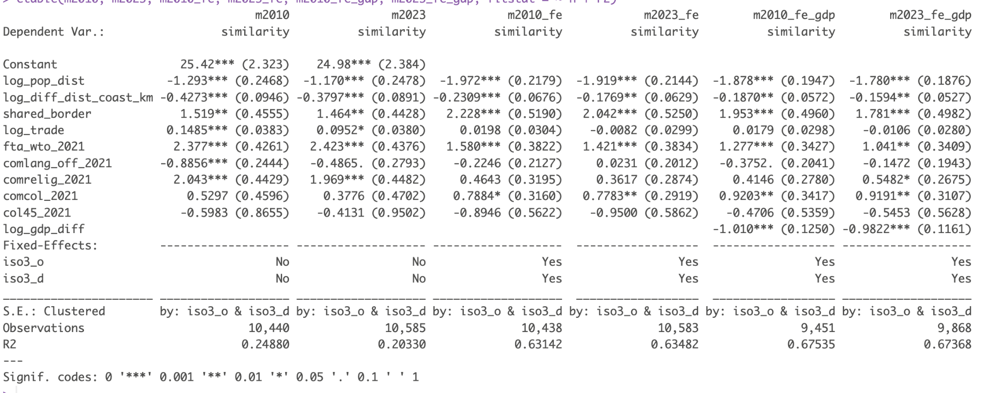 > etable(m2010, m2023, m2010_fe, m2023_fe, m2010_fe_gdp, m2023_fe_gdp, fitstat = ~ n + r2)
m2010 m2023 m2010_fe m2023_fe m2010_fe_gdp m2023_fe_gdp
Dependent Var.: similarity similarity similarity similarity similarity similarity
Constant 25.42*** (2.323) 24.98*** (2.384)
log_pop_dist -1.293*** (0.2468) -1.170*** (0.2478) -1.972*** (0.2179) -1.919*** (0.2144) -1.878*** (0.1947) -1.780*** (0.1876)
log_diff_dist_coast_km -0.4273*** (0.0946) -0.3797*** (0.0891) -0.2309*** (0.0676) -0.1769** (0.0629) -0.1870** (0.0572) -0.1594** (0.0527)
shared_border 1.519** (0.4555) 1.464** (0.4428) 2.228*** (0.5190) 2.042*** (0.5250) 1.953*** (0.4960) 1.781*** (0.4982)
log_trade 0.1485*** (0.0383) 0.0952* (0.0380) 0.0198 (0.0304) -0.0082 (0.0299) 0.0179 (0.0298) -0.0106 (0.0280)
fta_wto_2021 2.377*** (0.4261) 2.423*** (0.4376) 1.580*** (0.3822) 1.421*** (0.3834) 1.277*** (0.3427) 1.041** (0.3409)
comlang_off_2021 -0.8856*** (0.2444) -0.4865. (0.2793) -0.2246 (0.2127) 0.0231 (0.2012) -0.3752. (0.2041) -0.1472 (0.1943)
comrelig_2021 2.043*** (0.4429) 1.969*** (0.4482) 0.4643 (0.3195) 0.3617 (0.2874) 0.4146 (0.2780) 0.5482* (0.2675)
comcol_2021 0.5297 (0.4596) 0.3776 (0.4702) 0.7884* (0.3160) 0.7783** (0.2919) 0.9203** (0.3417) 0.9191** (0.3107)
col45_2021 -0.5983 (0.8655) -0.4131 (0.9502) -0.8946 (0.5622) -0.9500 (0.5862) -0.4706 (0.5359) -0.5453 (0.5628)
log_gdp_diff -1.010*** (0.1250) -0.9822*** (0.1161)
Fixed-Effects: ------------------- ------------------- ------------------- ------------------ ------------------ -------------------
iso3_o No No Yes Yes Yes Yes
iso3_d No No Yes Yes Yes Yes
______________________ ___________________ ___________________ ___________________ __________________ __________________ ___________________
S.E.: Clustered by: iso3_o & iso3_d by: iso3_o & iso3_d by: iso3_o & iso3_d by: iso3_o & iso3_d by: iso3_o & iso3_d by: iso3_o & iso3_d
Observations 10,440 10,585 10,438 10,583 9,451 9,868
R2 0.24880 0.20330 0.63142 0.63482 0.67535 0.67368
---
Signif. codes: 0 '***' 0.001 '**' 0.01 '*' 0.05 '.' 0.1 ' ' 1